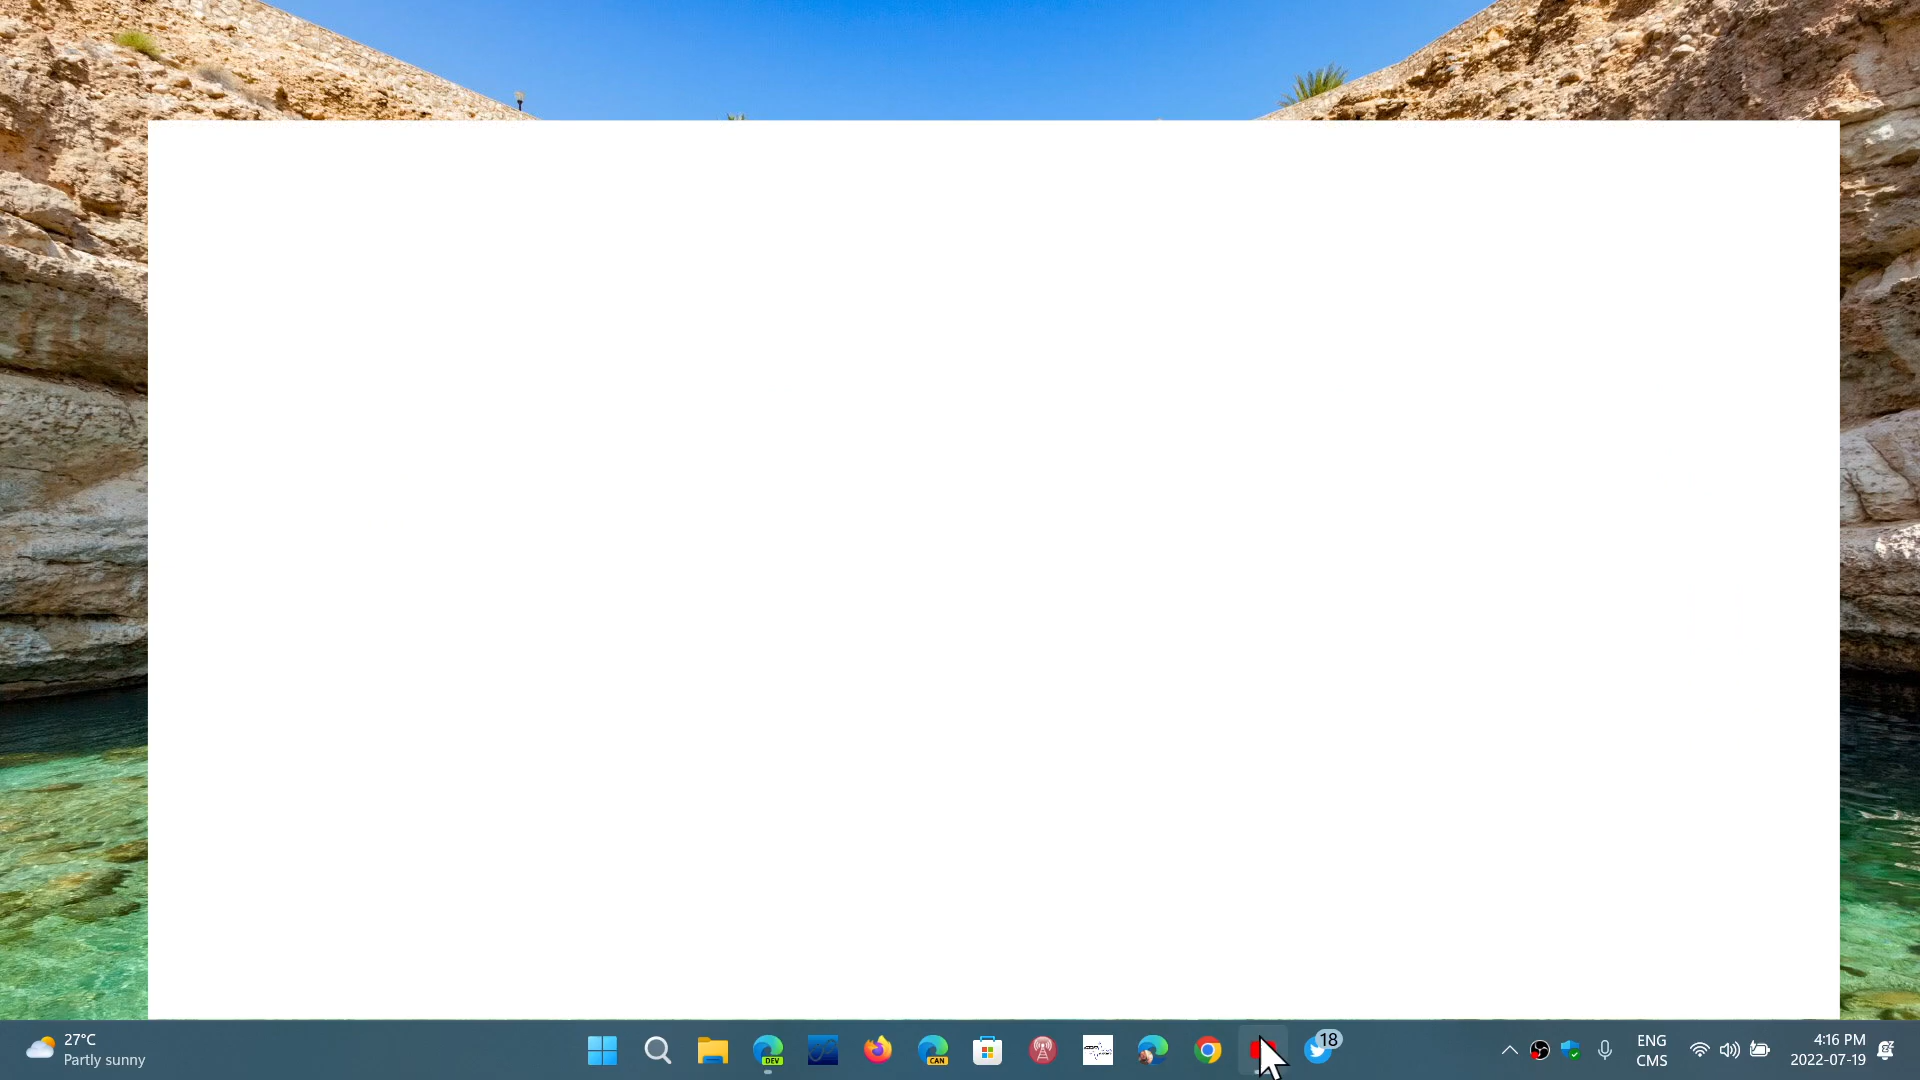 27°C
Partly sunny
DEV
CAN
18
ENG
CMS
4:16 PM
2022-07-19